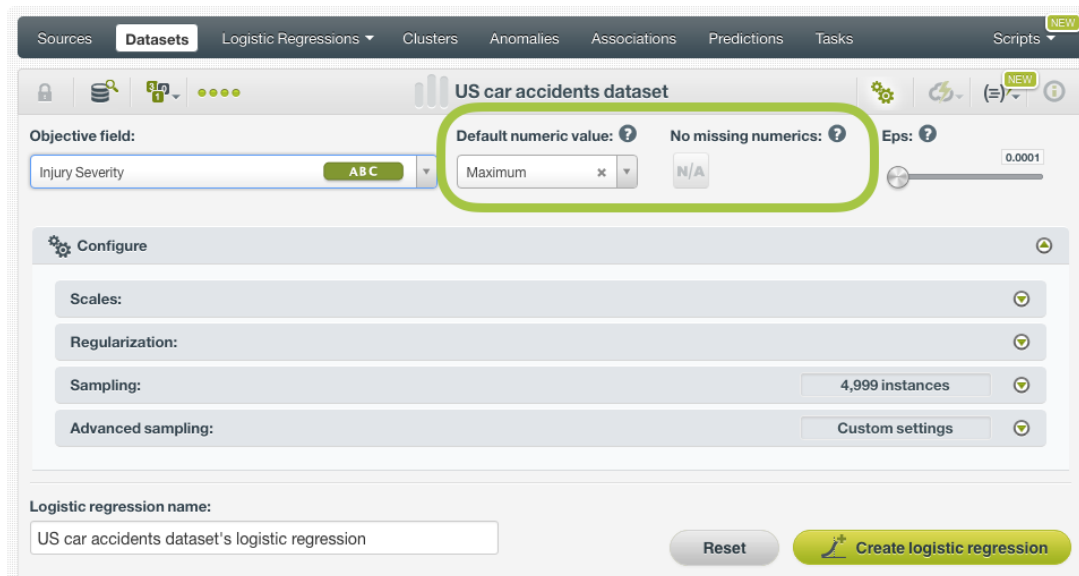 NEW
Sources Datasets Logistic Regressions Clusters Anomalies Associations Predictions Tasks Scripts
US car accidents dataset NEW
Objective field: Default numeric value: ? No missing numerics: ? Eps: ?
Injury Severity ABC Maximum × N/A 0.0001
Configure
Scales:
Regularization:
Sampling: 4,999 instances
Advanced sampling: Custom settings
Logistic regression name:
US car accidents dataset's logistic regression
Reset Create logistic regression